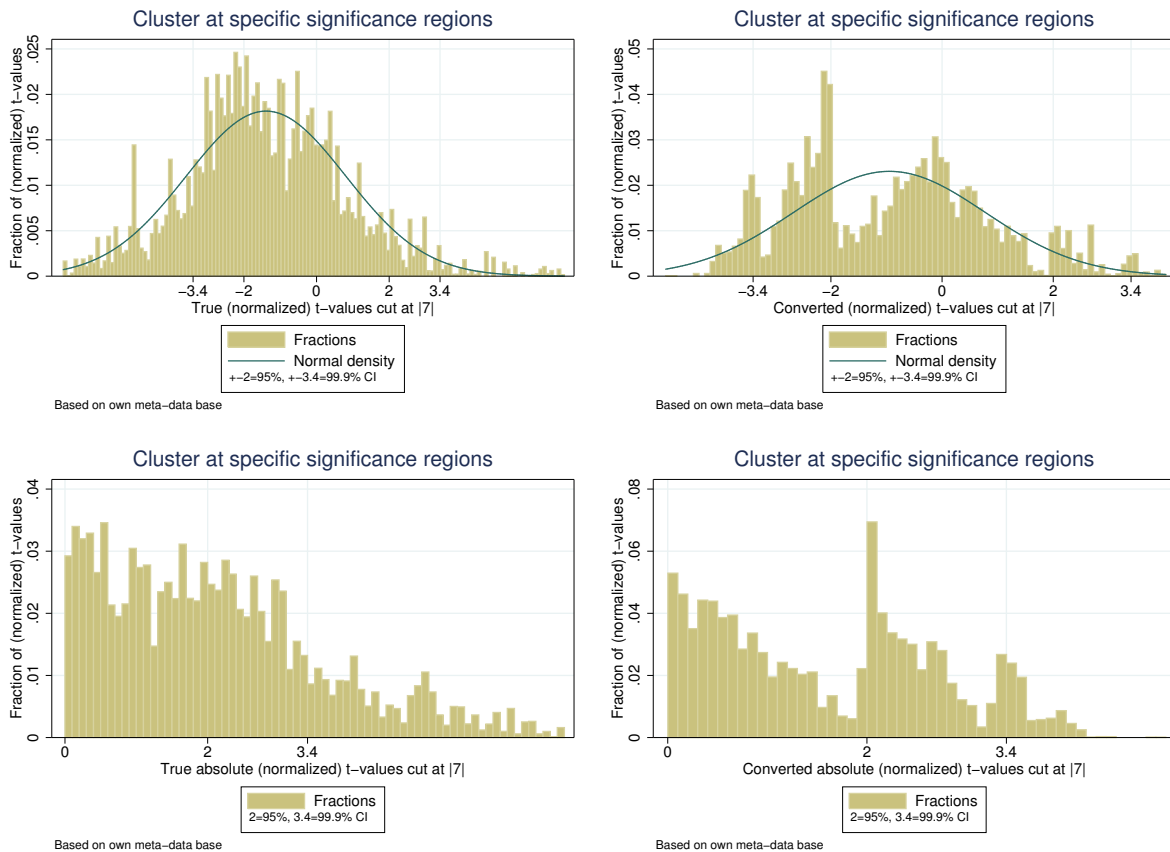 Cluster at specific significance regions
Fraction of (normalized) t−values
.025
.02
.015
.01
.005
0
−3.4
−2
0
2
3.4
True (normalized) t−values cut at |7|
Fractions
Normal density
+−2=95%, +−3.4=99.9% CI
Based on own meta−data base
Cluster at specific significance regions
Fraction of (normalized) t−values
.05
.04
.03
.02
.01
0
−3.4
−2
0
2
3.4
Converted (normalized) t−values cut at |7|
Fractions
Normal density
+−2=95%, +−3.4=99.9% CI
Based on own meta−data base
Cluster at specific significance regions
Fraction of (normalized) t−values
.04
.03
.02
.01
0
0
2
3.4
True absolute (normalized) t−values cut at |7|
Fractions
2=95%, 3.4=99.9% CI
Based on own meta−data base
Cluster at specific significance regions
Fraction of (normalized) t−values
.08
.06
.04
.02
0
0
2
3.4
Converted absolute (normalized) t−values cut at |7|
Fractions
2=95%, 3.4=99.9% CI
Based on own meta−data base